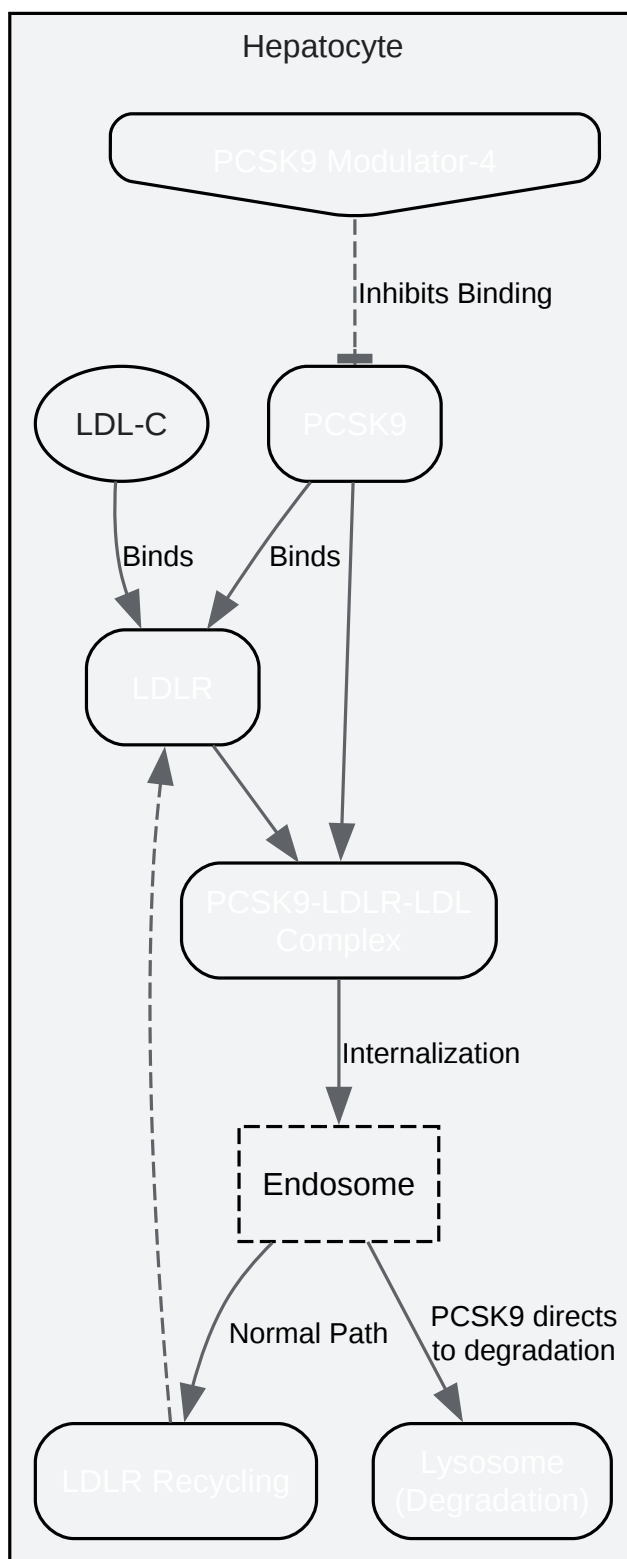 Hepatocyte
PCSK9 Modulator-4
Inhibits Binding
LDL-C
PCSK9
Binds
Binds
LDLR
PCSK9-LDLR-LDL
Complex
Internalization
Endosome
Normal Path
PCSK9 directs
to degradation
LDLR Recycling
Lysosome
(Degradation)